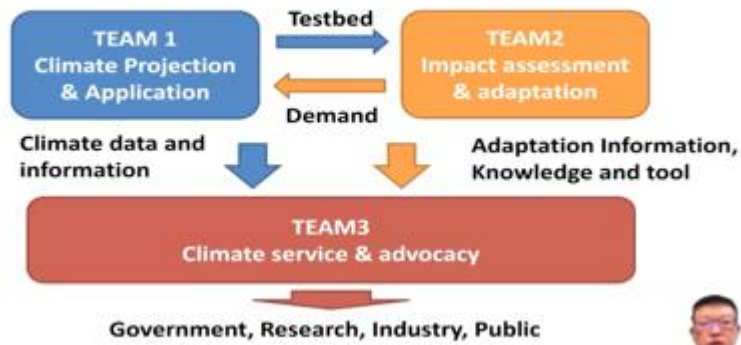 Testbed
TEAM 1
Climate Projection
& Application
TEAM2
Impact assessment
& adaptation
Demand
Climate data and
information
Adaptation Information,
Knowledge and tool
TEAM3
Climate service & advocacy
Government, Research, Industry, Public